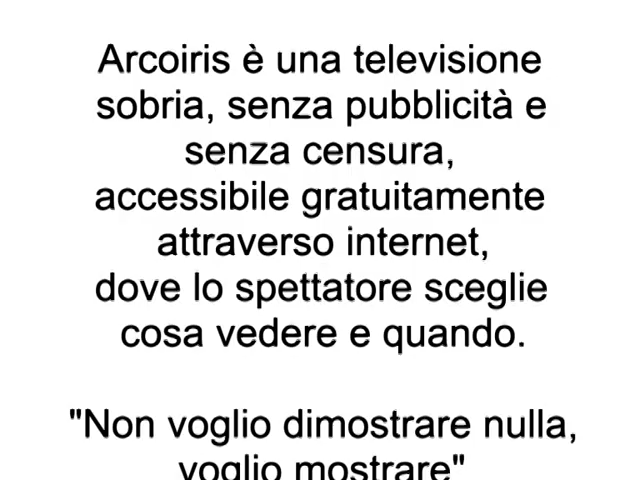 Arcoiris è una televisione
sobria, senza pubblicità e
senza censura,
accessibile gratuitamente
attraverso internet,
dove lo spettatore sceglie
cosa vedere e quando.
"Non voglio dimostrare nulla,
voglio mostrare"